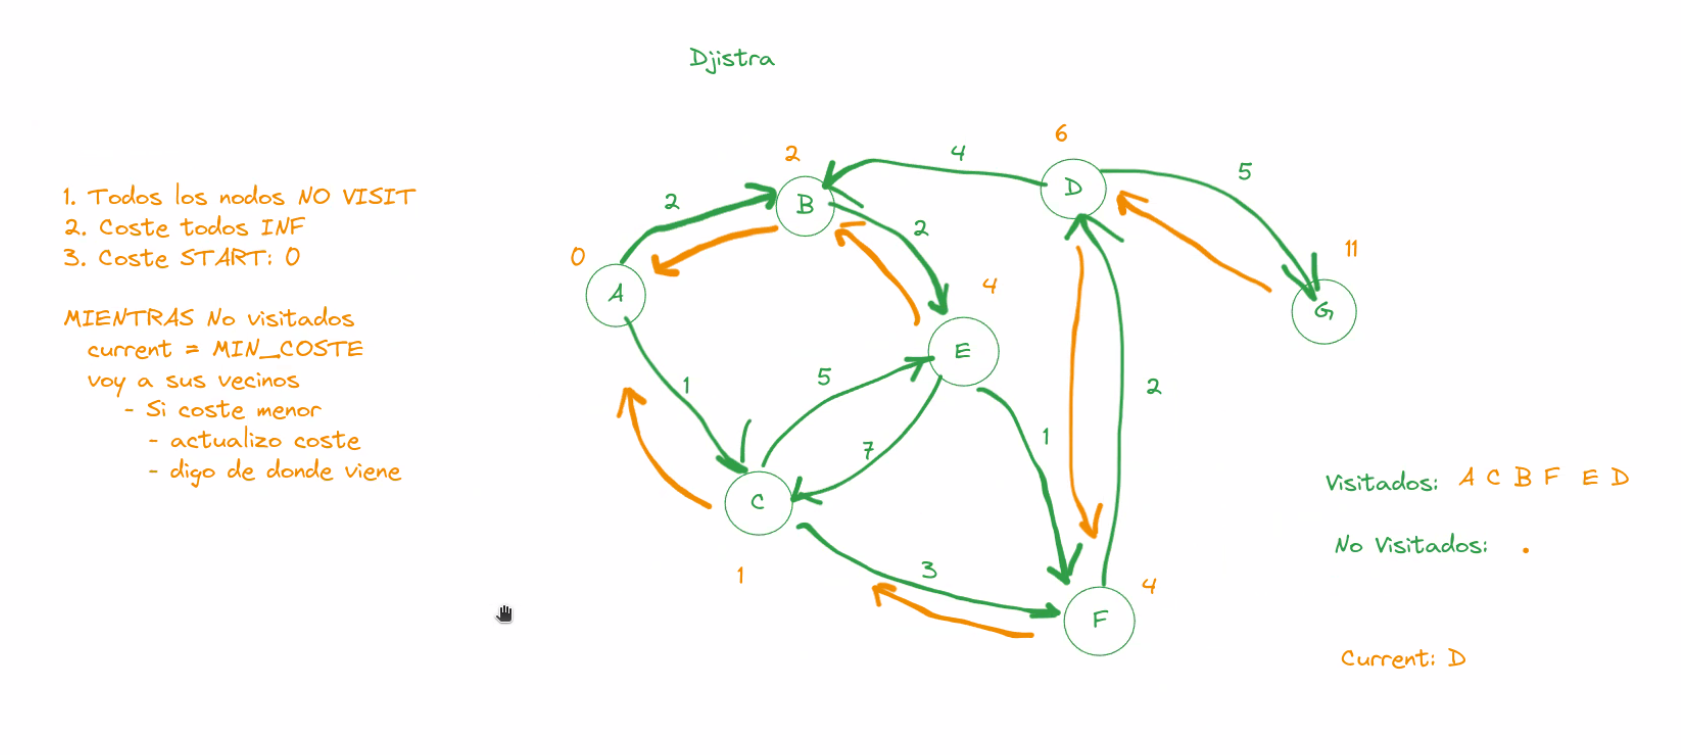 Djistra
1. Todos los nodos NO VISIT
2. Coste todos INF
3. Coste START: 0
MIENTRAS No visitados
current = MIN_COSTE
voy a sus vecinos
- Si coste menor
- actualizo coste
- digo de donde viene
6
2
4
5
D
2
B
2
11
0
4
A
G
E
1
5
2
1
7
C
3
1
4
F
Visitados: A C B F E D
No Visitados: .
Current: D